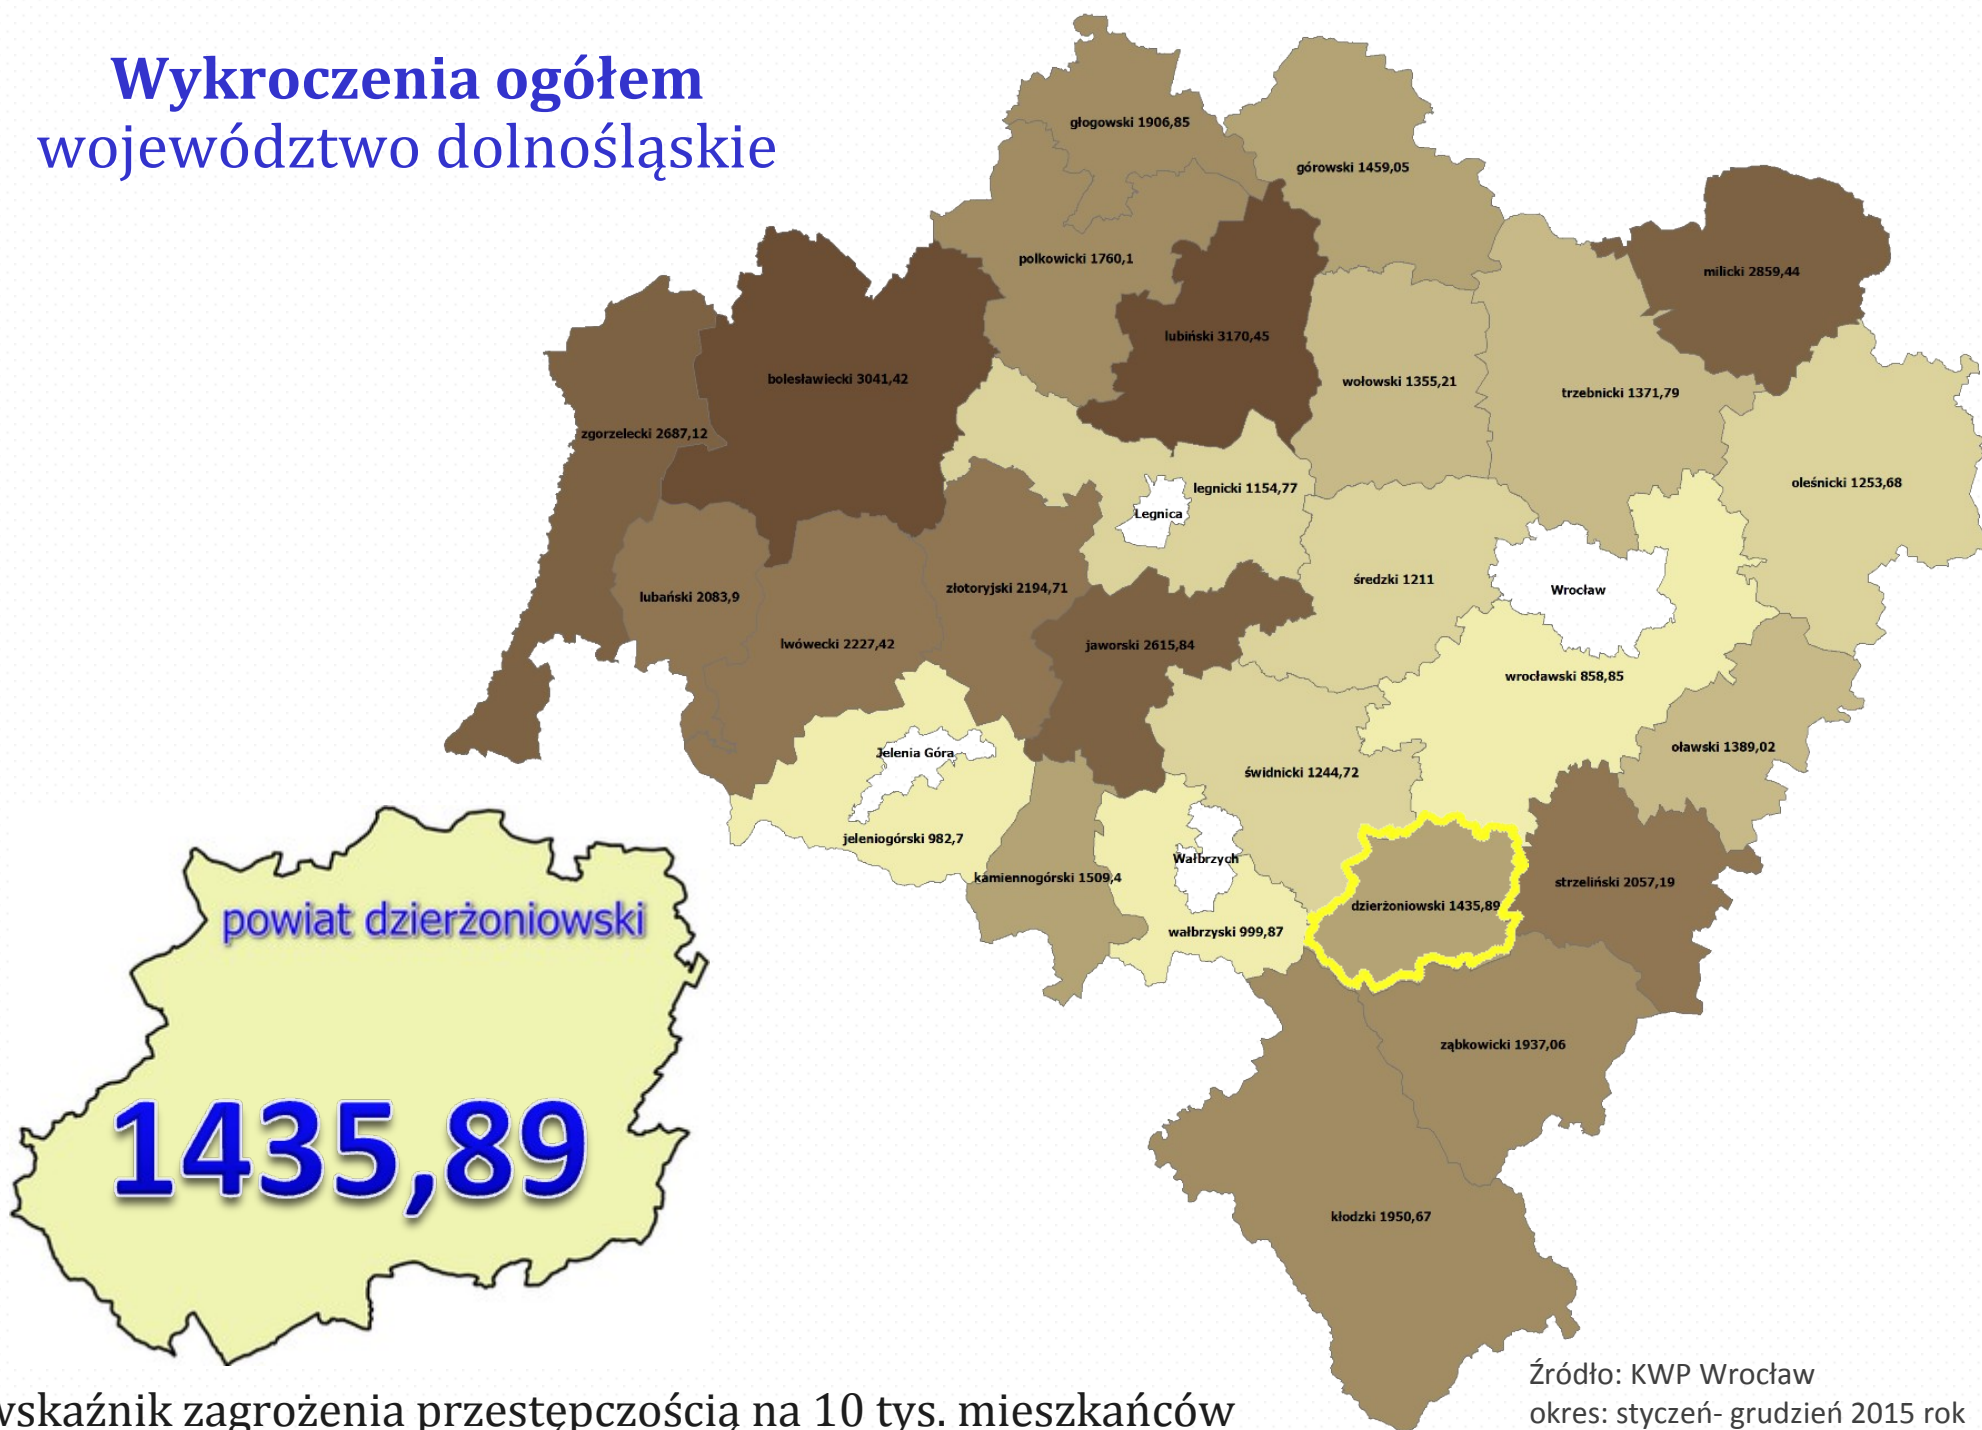 Wykroczenia ogółem
województwo dolnośląskie
głogowski 1906,85
górowski 1459,05
polkowicki 1760,1
milicki 2859,44
lubiński 3170,45
bolesławiecki 3041,42
wołowski 1355,21
trzebnicki 1371,79
zgorzelecki 2687,12
legnicki 1154,77
oleśnicki 1253,68
Legnica
średzki 1211
Wrocław
lubański 2083,9
złotoryjski 2194,71
lwówecki 2227,42
jaworski 2615,84
wrocławski 858,85
oławski 1389,02
Jelenia Góra
świdnicki 1244,72
jeleniogórski 982,7
Wałbrzych
kamiennogórski 1509,4
strzeliński 2057,19
dzierżoniowski 1435,89
wałbrzyski 999,87
powiat dzierżoniowski
1435,89
ząbkowicki 1937,06
kłodzki 1950,67
Źródło: KWP Wrocław
okres: styczeń- grudzień 2015 rok
wskaźnik zagrożenia przestępczością na 10 tys. mieszkańców